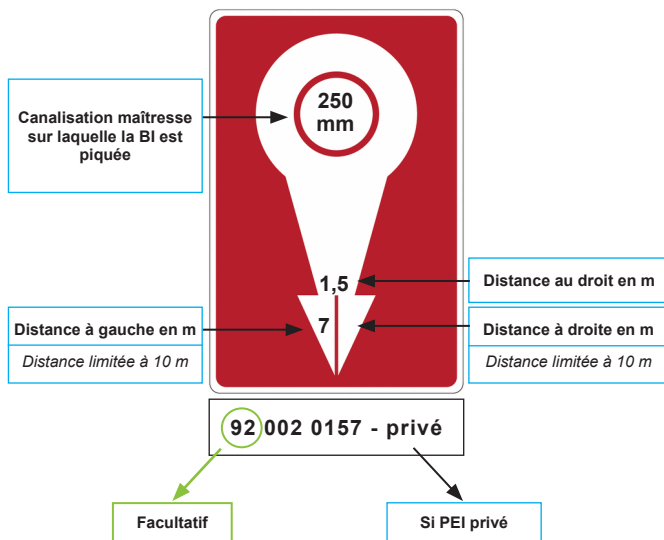 250
mm
Canalisation maîtresse
sur laquelle la BI est
piquée
1,5
Distance au droit en m
Distance à gauche en m
Distance limitée à 10 m
7
Distance à droite en m
Distance limitée à 10 m
92 002 0157 - privé
Facultatif
Si PEI privé